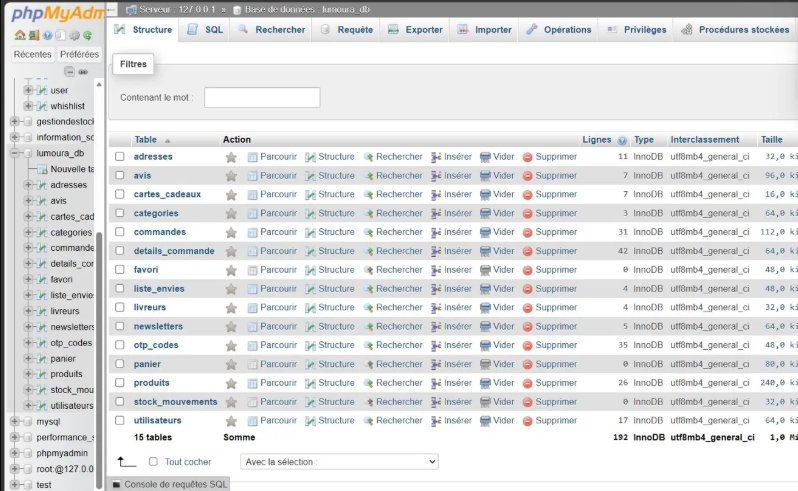 phpMyAdm
Serveur : 127.0.0.1 » Base de données : lumoura_db
Structure SQL Rechercher Requête Exporter Importer Opérations Privilèges Procédures stockées
Récentes Préférées
Filtres
Contenant le mot :
user
whishlist
gestiondestock
information_sc
lumoura_db
Nouvelle ta
adresses
avis
cartes_cad
categories
commande
details_cor
favori
liste_envies
livreurs
newsletters
otp_codes
panier
produits
stock_mou
utilisateurs
mysql
performance_s
phpmyadmin
root@127.0.0
test
Table Action Lignes Type Interclassement Taille
adresses Parcourir Structure Rechercher Insérer Vider Supprimer 11 InnoDB utf8mb4_general_ci 32,0 ki
avis Parcourir Structure Rechercher Insérer Vider Supprimer 7 InnoDB utf8mb4_general_ci 96,0 ki
cartes_cadeaux Parcourir Structure Rechercher Insérer Vider Supprimer 7 InnoDB utf8mb4_general_ci 16,0 ki
categories Parcourir Structure Rechercher Insérer Vider Supprimer 3 InnoDB utf8mb4_general_ci 64,0 ki
commandes Parcourir Structure Rechercher Insérer Vider Supprimer 31 InnoDB utf8mb4_general_ci 112,0 ki
details_commande Parcourir Structure Rechercher Insérer Vider Supprimer 42 InnoDB utf8mb4_general_ci 64,0 ki
favori Parcourir Structure Rechercher Insérer Vider Supprimer 0 InnoDB utf8mb4_general_ci 48,0 ki
liste_envies Parcourir Structure Rechercher Insérer Vider Supprimer 4 InnoDB utf8mb4_general_ci 48,0 ki
livreurs Parcourir Structure Rechercher Insérer Vider Supprimer 4 InnoDB utf8mb4_general_ci 32,0 ki
newsletters Parcourir Structure Rechercher Insérer Vider Supprimer 5 InnoDB utf8mb4_general_ci 64,0 ki
otp_codes Parcourir Structure Rechercher Insérer Vider Supprimer 35 InnoDB utf8mb4_general_ci 48,0 ki
panier Parcourir Structure Rechercher Insérer Vider Supprimer 0 InnoDB utf8mb4_general_ci 80,0 ki
produits Parcourir Structure Rechercher Insérer Vider Supprimer 26 InnoDB utf8mb4_general_ci 240,0 ki
stock_mouvements Parcourir Structure Rechercher Insérer Vider Supprimer 0 InnoDB utf8mb4_general_ci 32,0 ki
utilisateurs Parcourir Structure Rechercher Insérer Vider Supprimer 17 InnoDB utf8mb4_general_ci 64,0 ki
15 tables Somme 192 InnoDB utf8mb4_general_ci 1,0 Mi
Tout cocher Avec la sélection :
Console de requêtes SQL